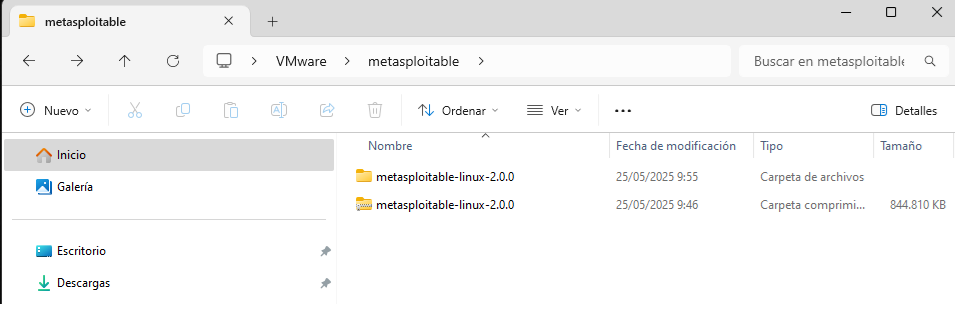 metasploitable
VMware metasploitable Buscar en metasploitable
Nuevo Ordenar Ver Detalles
Nombre Fecha de modificación Tipo Tamaño
Inicio
metasploitable-linux-2.0.0 25/05/2025 9:55 Carpeta de archivos
Galería
metasploitable-linux-2.0.0 25/05/2025 9:46 Carpeta comprimi... 844.810 KB
Escritorio
Descargas